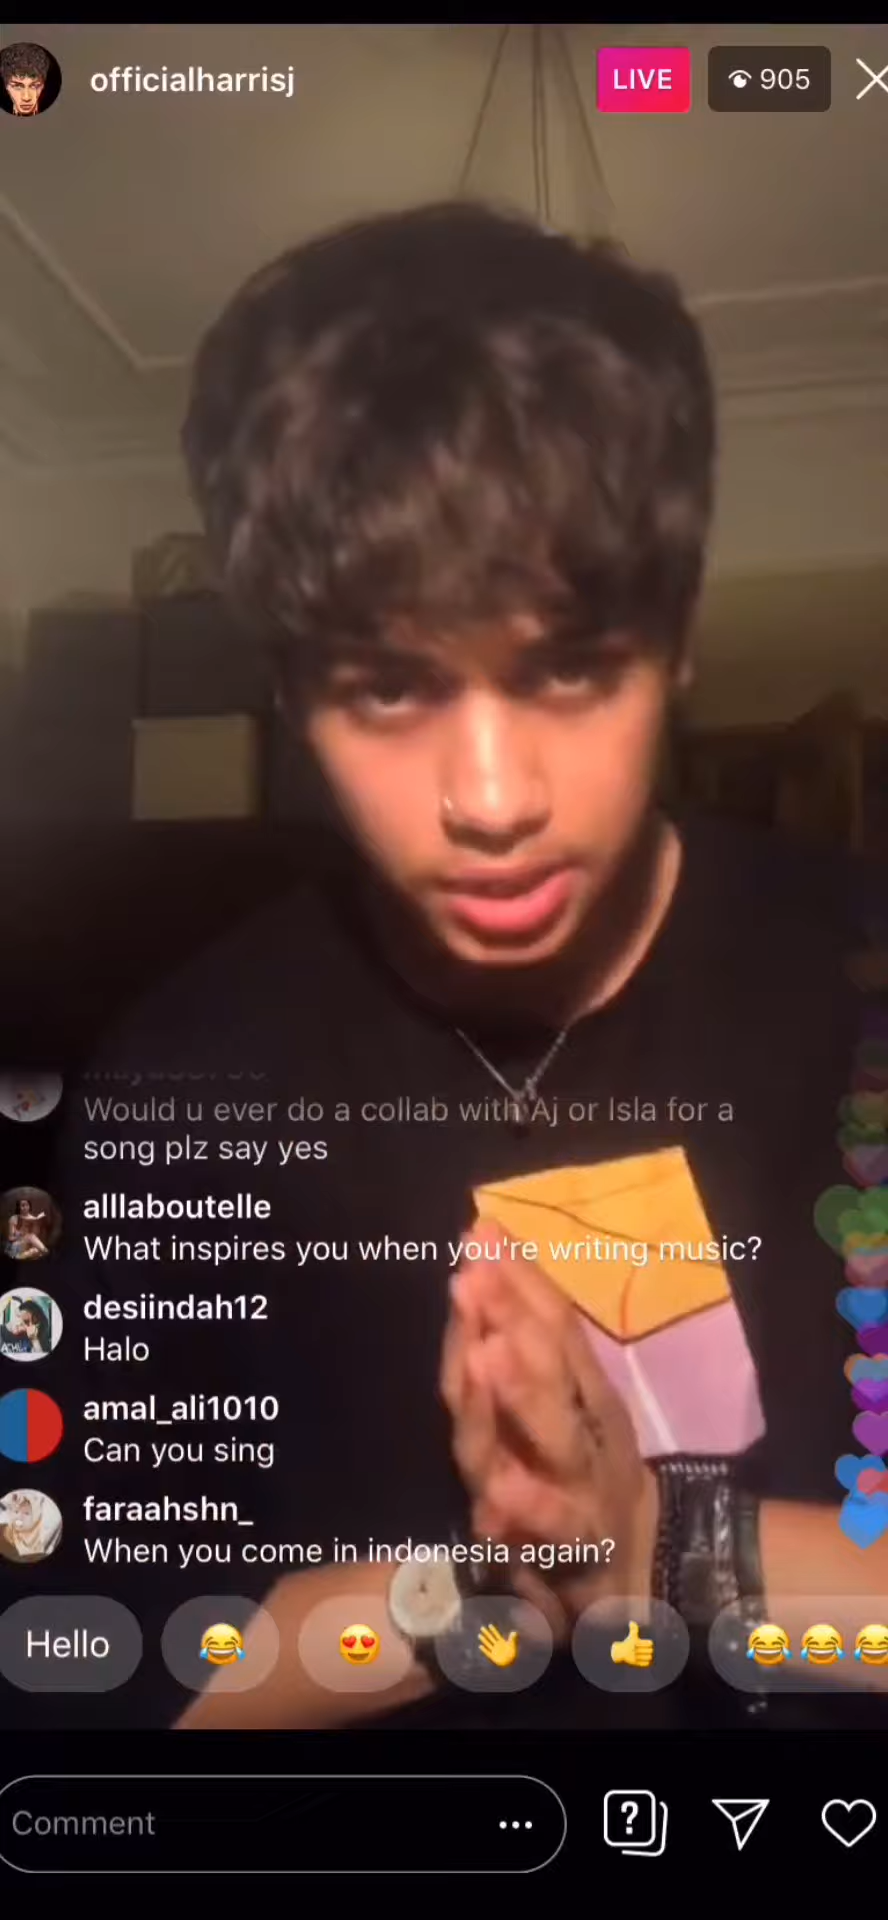 officialharrisj
LIVE
905
Would u ever do a collab with Aj or Isla for a
song plz say yes
alllaboutelle
What inspires you when you're writing music?
desiindah12
Halo
amal_ali1010
Can you sing
faraahshn_
When you come in indonesia again?
Hello
Comment